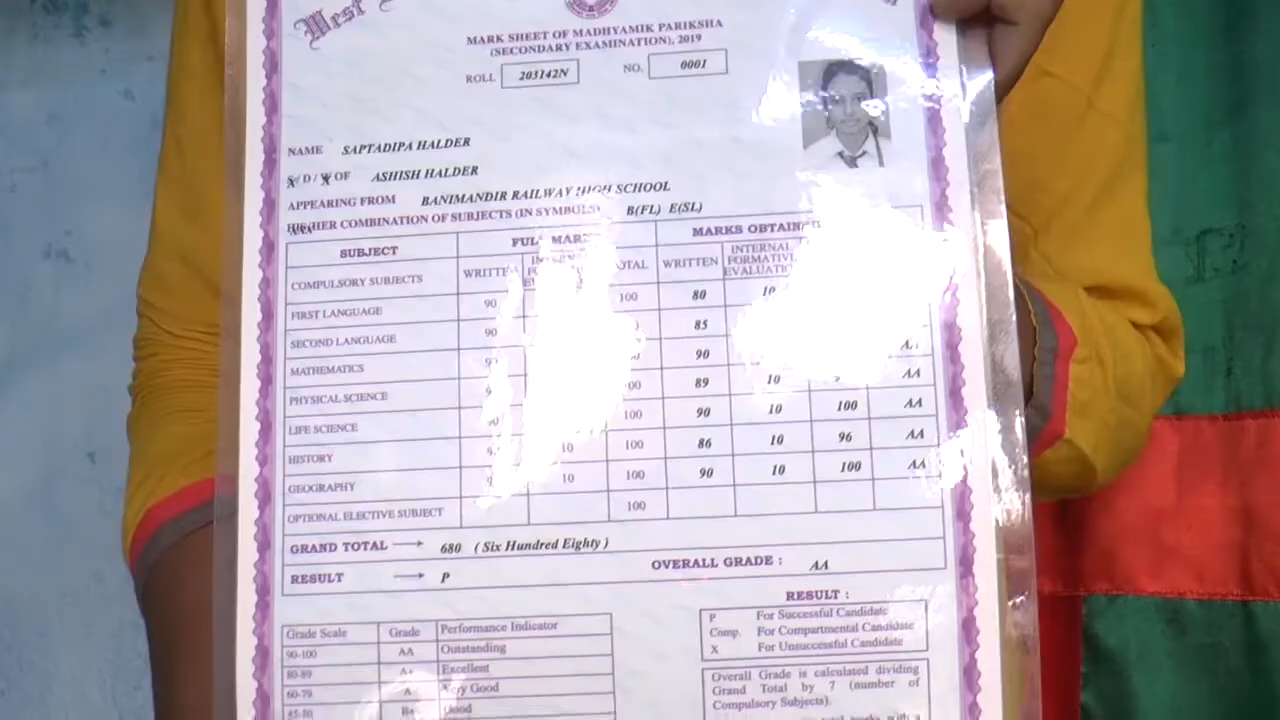 West
MARK SHEET OF MADHYAMIK PARIKSHA
(SECONDARY EXAMINATION), 2019
ROLL 203142N NO. 0001
NAME SAPTADIPA HALDER
S/ D / W OF ASHISH HALDER
APPEARING FROM BANIMANDIR RAILWAY HIGH SCHOOL
COMBINATION OF SUBJECTS (IN SYMBOLS) B(FL) E(SL)
SUBJECT FULL MARKS MARKS OBTAINED
COMPULSORY SUBJECTS WRITTEN TOTAL WRITTEN INTERNAL FORMATIVE EVALUATION
FIRST LANGUAGE 90 100 80 10
SECOND LANGUAGE 90 85
MATHEMATICS 90 AA
PHYSICAL SCIENCE 89 10 AA
LIFE SCIENCE 90 100 90 10 100 AA
HISTORY 10 100 86 10 96 AA
GEOGRAPHY 10 100 90 10 100 AA
OPTIONAL ELECTIVE SUBJECT 100
GRAND TOTAL → 680 ( Six Hundred Eighty )
RESULT → P OVERALL GRADE : AA
RESULT :
P For Successful Candidate
Comp. For Compartmental Candidate
X For Unsuccessful Candidate
Grade Scale Grade Performance Indicator
90-100 AA Outstanding
80-89 A+ Excellent
60-79 A Very Good
B+ Good
Overall Grade is calculated dividing
Grand Total by 7 (number of
Compulsory Subjects).